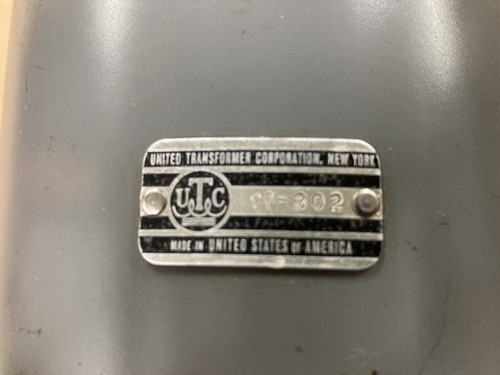 UNITED TRANSFORMER CORPORATION. NEW YORK
UTC
-302
MADE IN UNITED STATES OF AMERICA